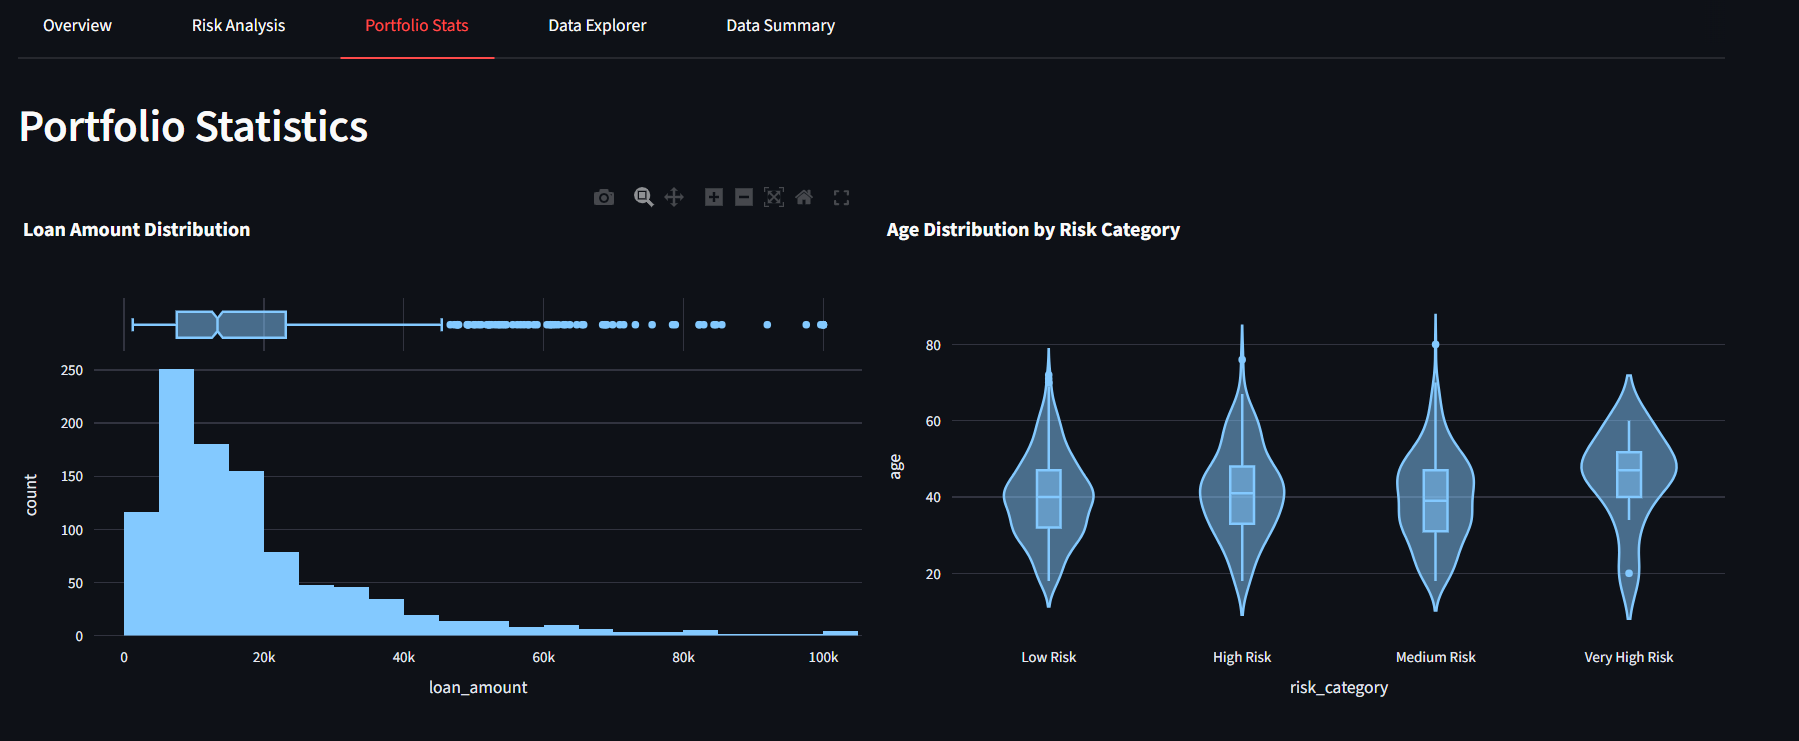 Overview Risk Analysis Portfolio Stats Data Explorer Data Summary
Portfolio Statistics
Loan Amount Distribution
250
200
150
100
50
0
count
0 20k 40k 60k 80k 100k
loan_amount
Age Distribution by Risk Category
80
60
40
20
age
Low Risk High Risk Medium Risk Very High Risk
risk_category